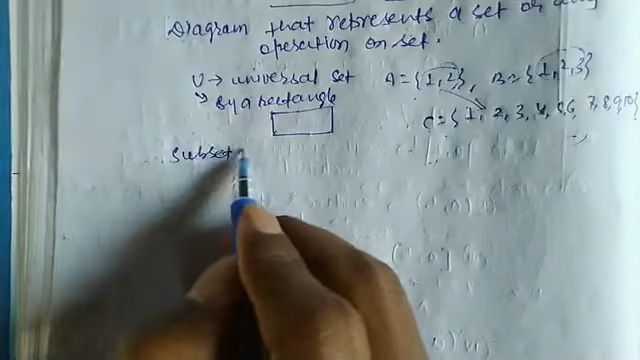 Diagram that represents a set or any
operation on set.
U → universal set A = {1,2}, B = {1,2,3}
↳ by a rectangle
C = {1, 2, 3, 4, 5, 6, 7, 8, 9, 10}
subset